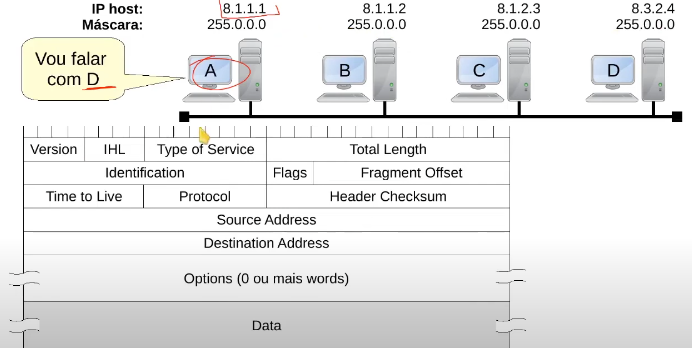 IP host: 8.1.1.1 8.1.1.2 8.1.2.3 8.3.2.4
Máscara: 255.0.0.0 255.0.0.0 255.0.0.0 255.0.0.0
Vou falar
com D
A B C D
Version IHL Type of Service Total Length
Identification Flags Fragment Offset
Time to Live Protocol Header Checksum
Source Address
Destination Address
Options (0 ou mais words)
Data